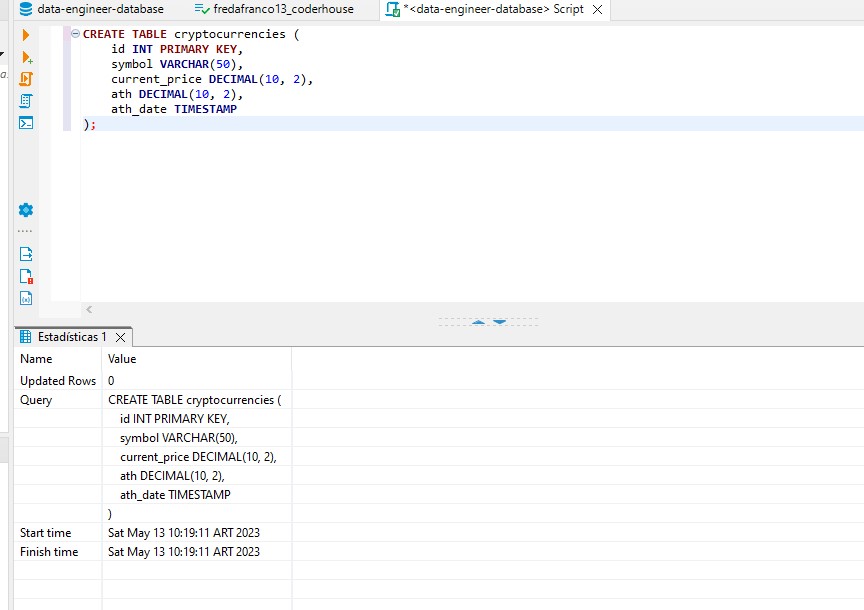 data-engineer-database fredafranco13_coderhouse *<data-engineer-database> Script
CREATE TABLE cryptocurrencies (
id INT PRIMARY KEY,
symbol VARCHAR(50),
current_price DECIMAL(10, 2),
ath DECIMAL(10, 2),
ath_date TIMESTAMP
);
Estadísticas 1
Name Value
Updated Rows 0
Query CREATE TABLE cryptocurrencies (
id INT PRIMARY KEY,
symbol VARCHAR(50),
current_price DECIMAL(10, 2),
ath DECIMAL(10, 2),
ath_date TIMESTAMP
)
Start time Sat May 13 10:19:11 ART 2023
Finish time Sat May 13 10:19:11 ART 2023